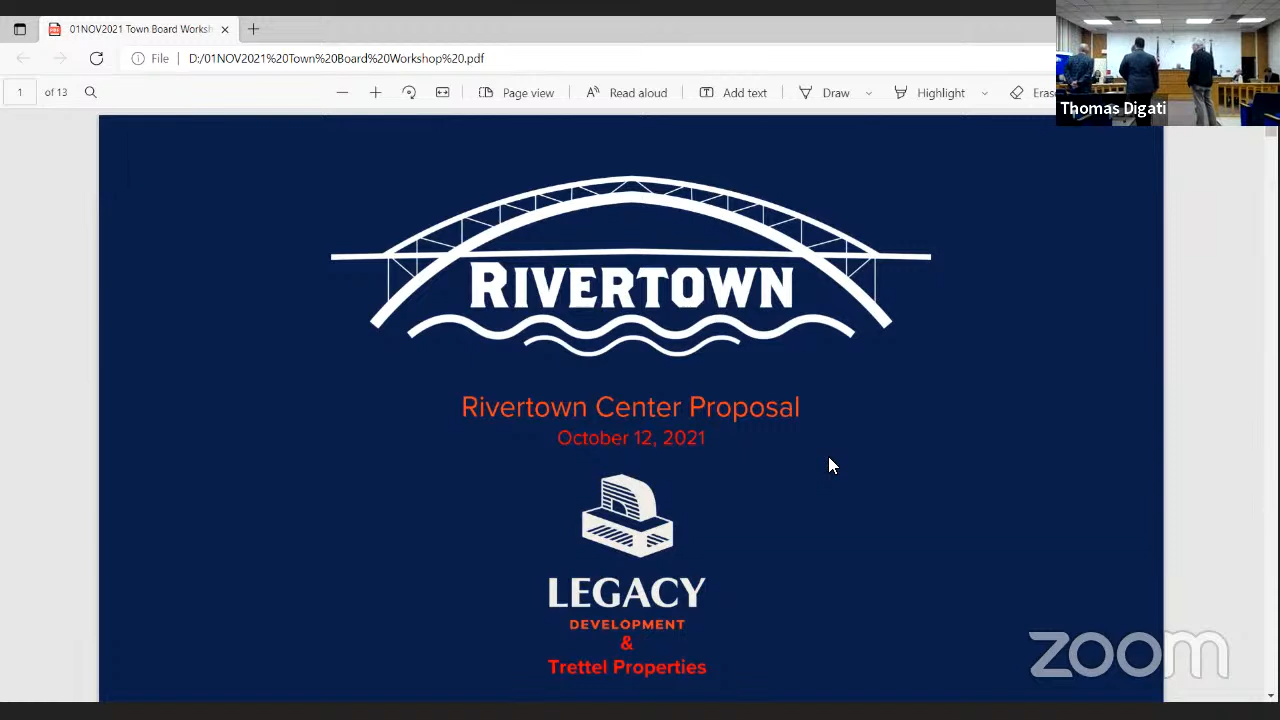 01NOV2021 Town Board Worksh
File
D:/01NOV2021%20Town%20Board%20Workshop%20.pdf
1 of 13
Page view
Read aloud
Add text
Draw
Highlight
Eras
Thomas Digati
RIVERTOWN
Rivertown Center Proposal
October 12, 2021
LEGACY
DEVELOPMENT
&
Trettel Properties
zoom